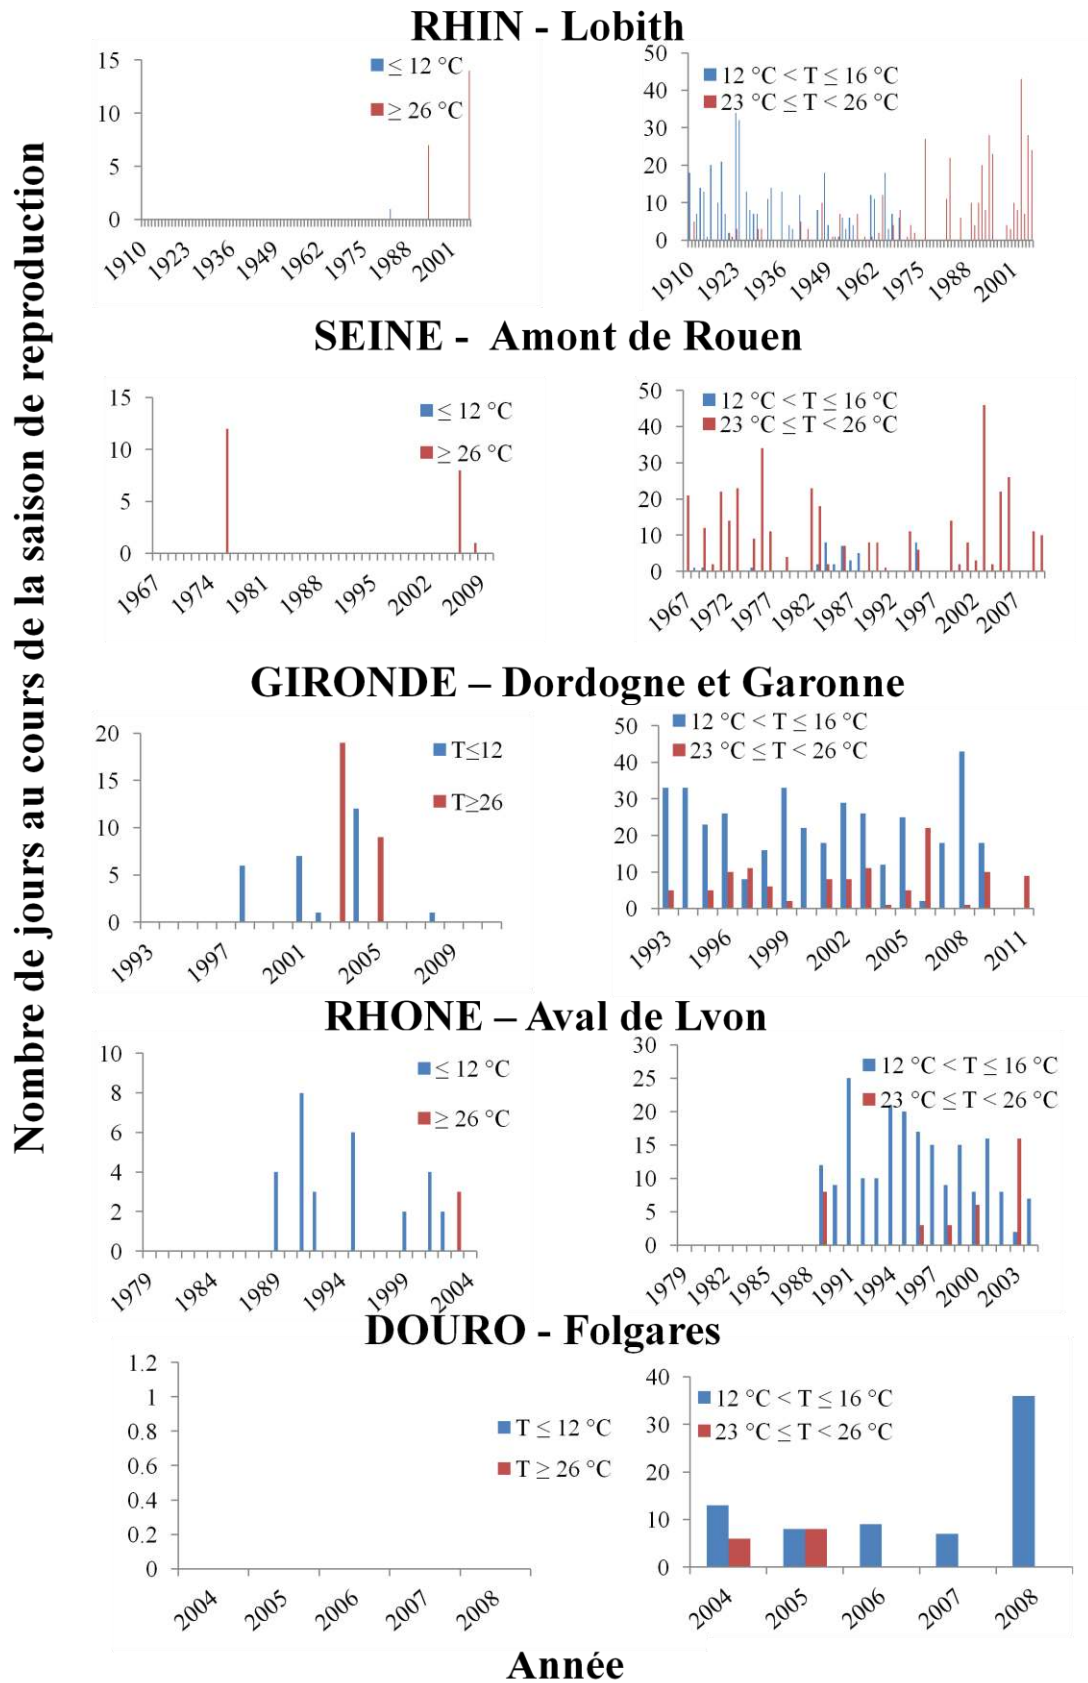 RHIN - Lobith
Nombre de jours au cours de la saison de reproduction
15
10
5
0
≤ 12 °C
≥ 26 °C
1910 1923 1936 1949 1962 1975 1988 2001
50
40
30
20
10
0
12 °C < T ≤ 16 °C
23 °C ≤ T < 26 °C
1910 1923 1936 1949 1962 1975 1988 2001
SEINE - Amont de Rouen
15
10
5
0
≤ 12 °C
≥ 26 °C
1967 1974 1981 1988 1995 2002 2009
50
40
30
20
10
0
12 °C < T ≤ 16 °C
23 °C ≤ T < 26 °C
1967 1972 1977 1982 1987 1992 1997 2002 2007
GIRONDE – Dordogne et Garonne
20
15
10
5
0
T≤12
T≥26
1993 1997 2001 2005 2009
50
40
30
20
10
0
12 °C < T ≤ 16 °C
23 °C ≤ T < 26 °C
1993 1996 1999 2002 2005 2008 2011
RHONE – Aval de Lvon
10
8
6
4
2
0
≤ 12 °C
≥ 26 °C
1979 1984 1989 1994 1999 2004
30
25
20
15
10
5
0
12 °C < T ≤ 16 °C
23 °C ≤ T < 26 °C
1979 1982 1985 1988 1991 1994 1997 2000 2003
DOURO - Folgares
1.2
1
0.8
0.6
0.4
0.2
0
T ≤ 12 °C
T ≥ 26 °C
2004 2005 2006 2007 2008
40
30
20
10
0
12 °C < T ≤ 16 °C
23 °C ≤ T < 26 °C
2004 2005 2006 2007 2008
Année